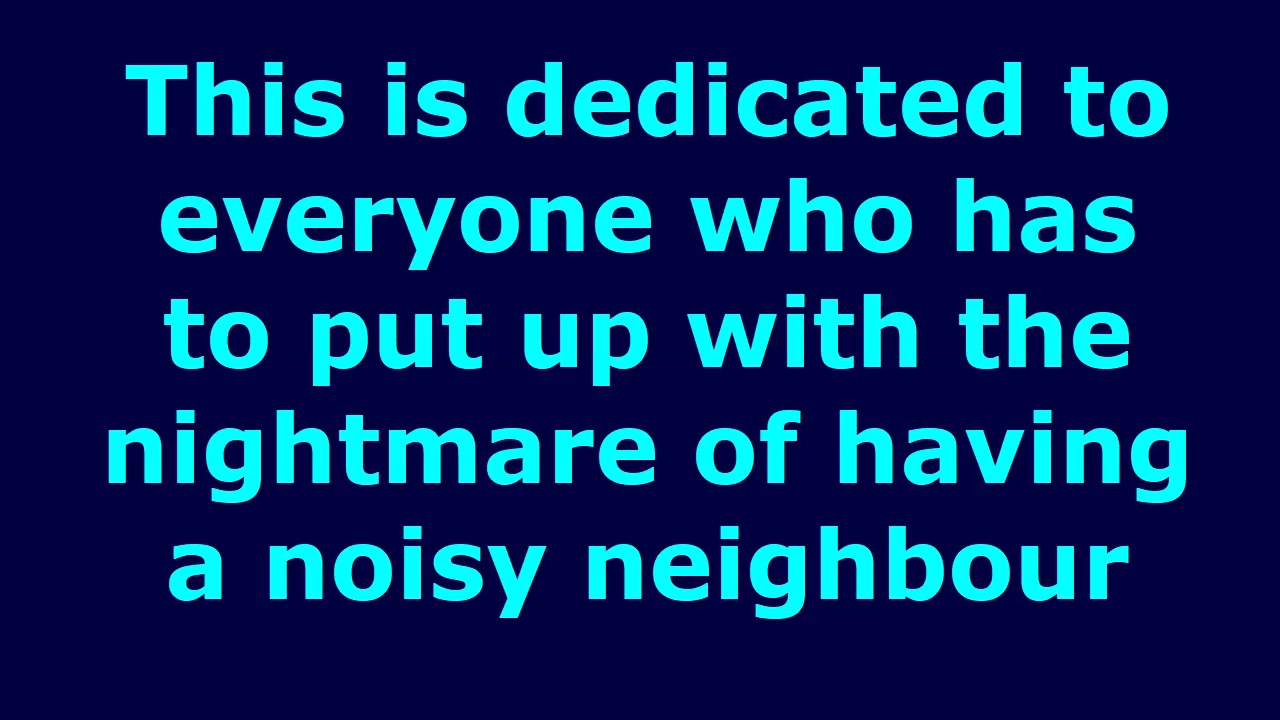 This is dedicated to
everyone who has
to put up with the
nightmare of having
a noisy neighbour